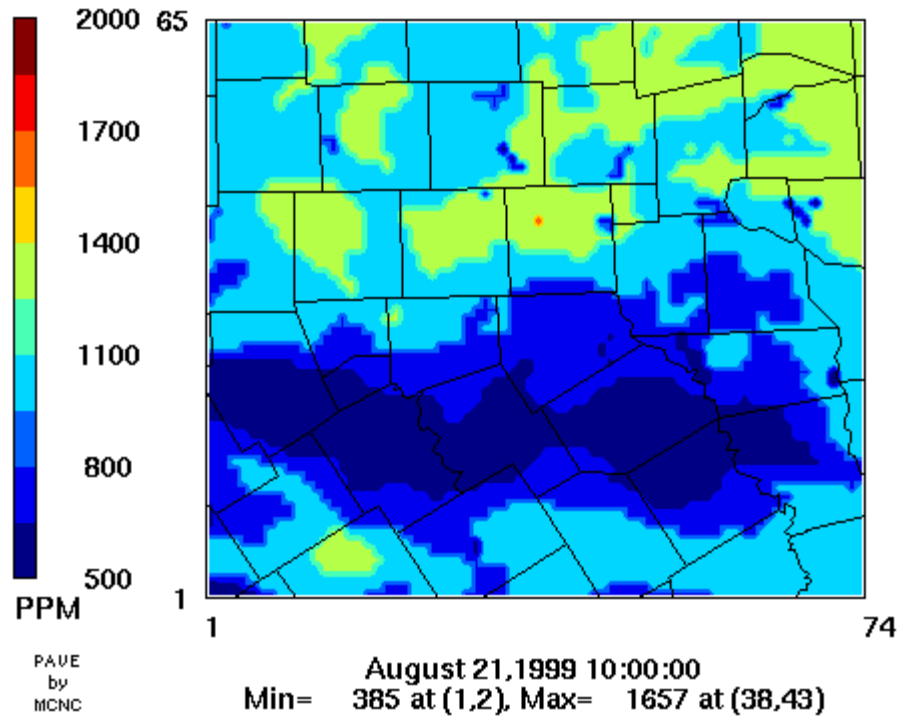 2000
65
1700
1400
1100
800
500
1
PPM
1
74
PAVE
by
MCNC
August 21,1999 10:00:00
Min= 385 at (1,2), Max= 1657 at (38,43)